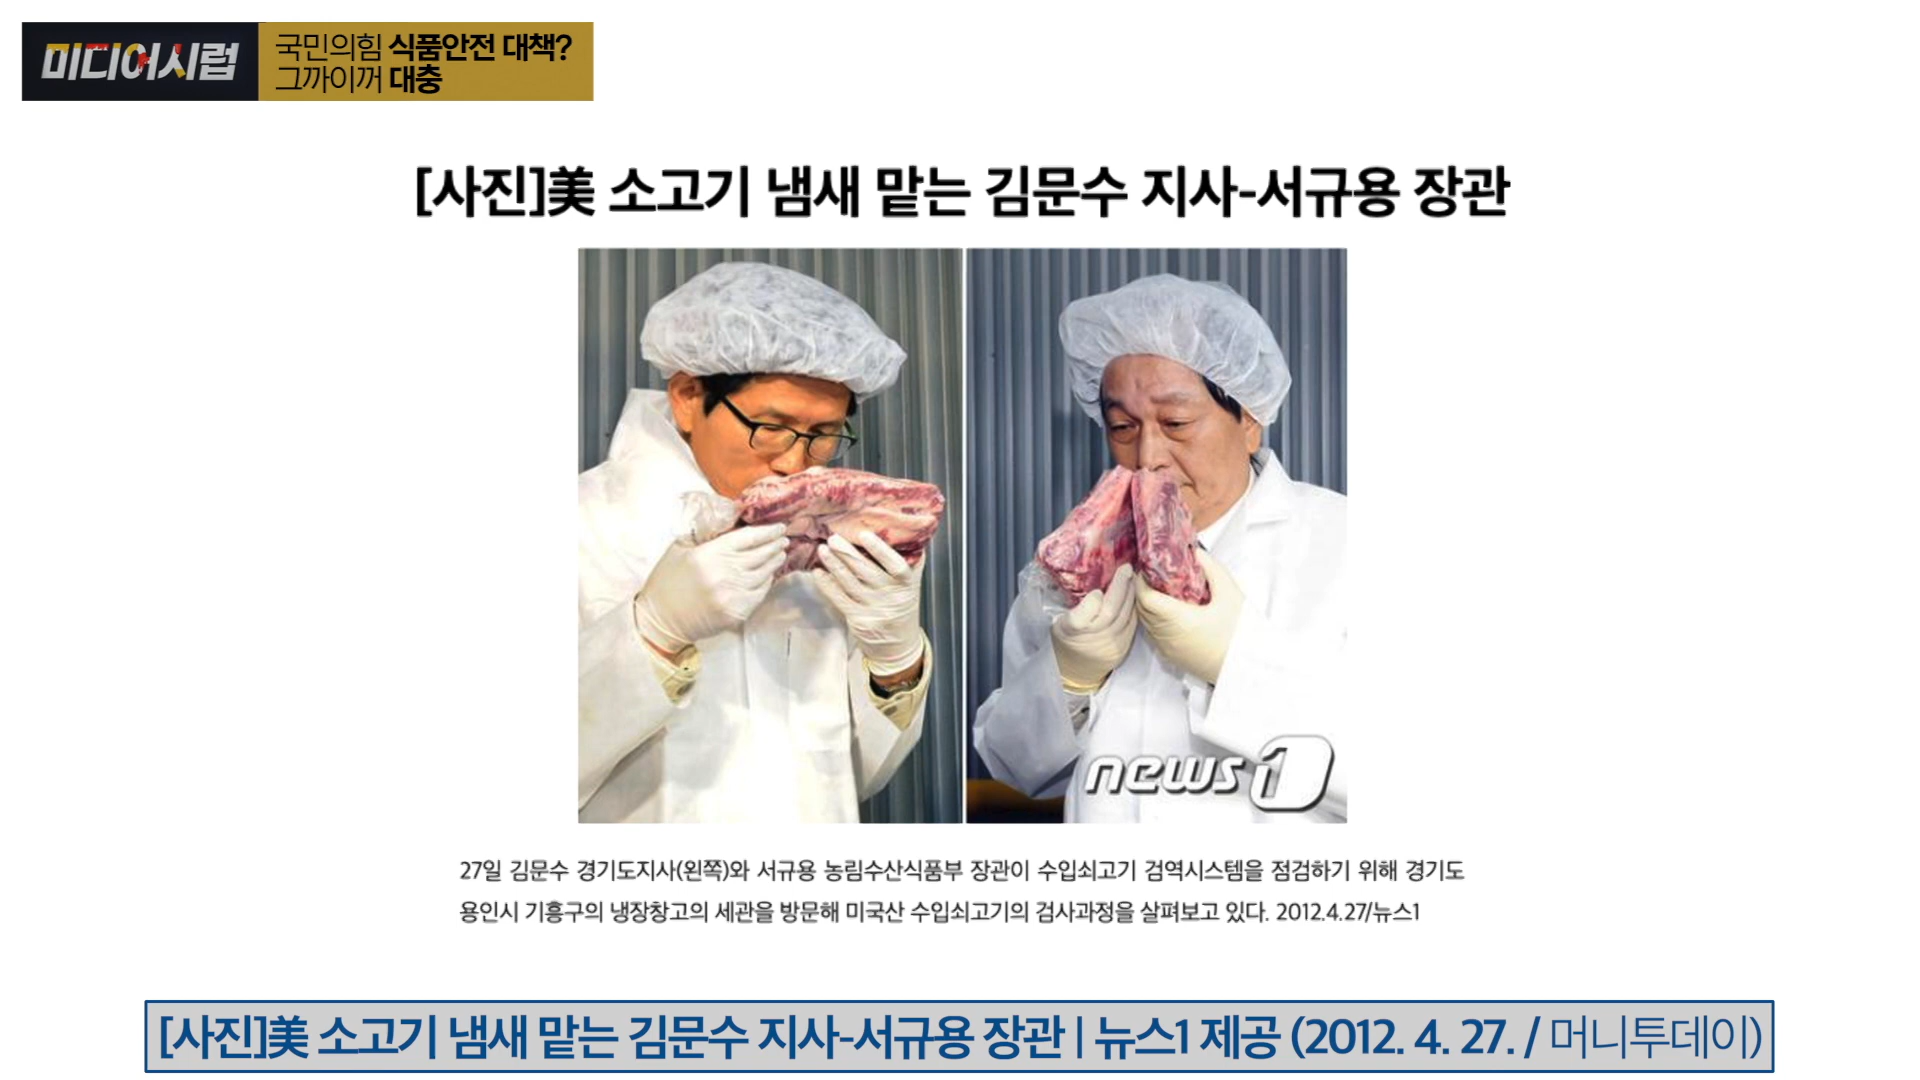 미디어시럽
국민의힘 식품안전 대책?
그까이꺼 대충
[사진]美 소고기 냄새 맡는 김문수 지사-서규용 장관
news1
27일 김문수 경기도지사(왼쪽)와 서규용 농림수산식품부 장관이 수입쇠고기 검역시스템을 점검하기 위해 경기도
용인시 기흥구의 냉장창고의 세관을 방문해 미국산 수입쇠고기의 검사과정을 살펴보고 있다. 2012.4.27/뉴스1
[사진]美 소고기 냄새 맡는 김문수 지사-서규용 장관 | 뉴스1 제공 (2012. 4. 27. / 머니투데이)